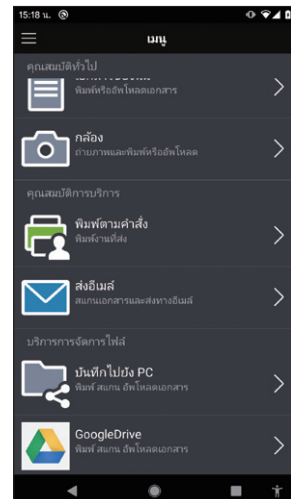 15:18 น.
เมนู
คุณสมบัติทั่วไป
พิมพ์หรืออัพโหลดเอกสาร
กล้อง
ถ่ายภาพและพิมพ์หรืออัพโหลด
คุณสมบัติการบริการ
พิมพ์ตามคำสั่ง
พิมพ์งานที่ส่ง
ส่งอีเมล์
สแกนเอกสารและส่งทางอีเมล์
บริการการจัดการไฟล์
บันทึกไปยัง PC
พิมพ์ สแกน อัพโหลดเอกสาร
GoogleDrive
พิมพ์ สแกน อัพโหลดเอกสาร